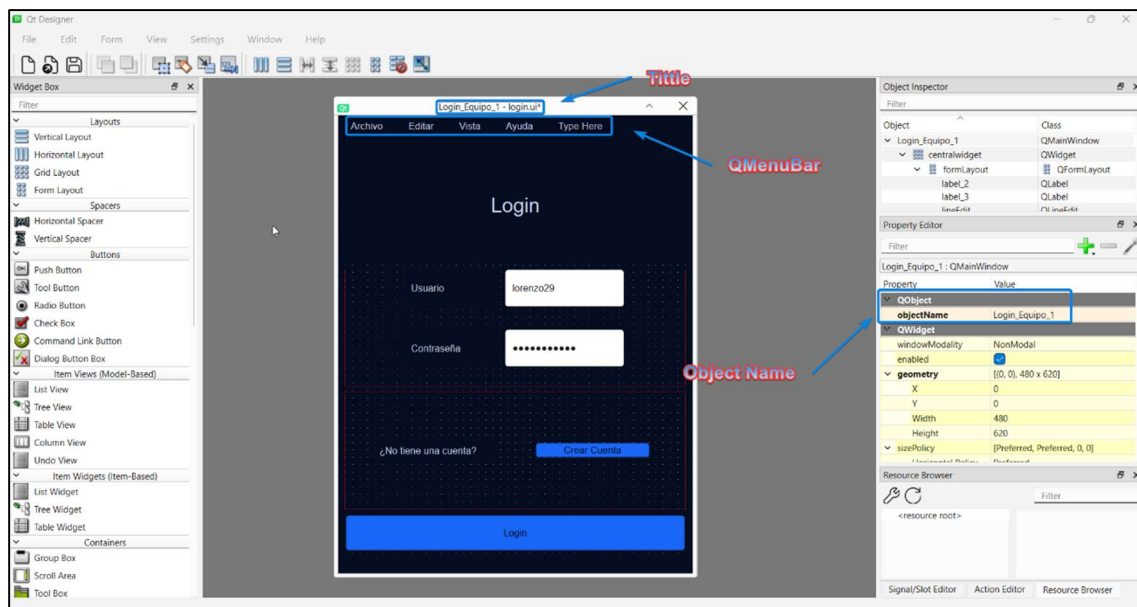 Qt Designer
File Edit Form View Settings Window Help
Widget Box
Filter
Layouts
Vertical Layout
Horizontal Layout
Grid Layout
Form Layout
Spacers
Horizontal Spacer
Vertical Spacer
Buttons
OK Push Button
Tool Button
Radio Button
Check Box
Command Link Button
Dialog Button Box
Item Views (Model-Based)
List View
Tree View
Table View
Column View
Undo View
Item Widgets (Item-Based)
List Widget
Tree Widget
Table Widget
Containers
Group Box
Scroll Area
Tool Box
Tittle
Login_Equipo_1 - login.ui*
Archivo Editar Vista Ayuda Type Here
QMenuBar
Login
Usuario lorenzo29
Contraseña
Object Name
¿No tiene una cuenta? Crear Cuenta
Login
Object Inspector
Filter
Object Class
Login_Equipo_1 QMainWindow
centralwidget QWidget
formLayout QFormLayout
label_2 QLabel
label_3 QLabel
lineEdit QLineEdit
Property Editor
Filter
Login_Equipo_1 : QMainWindow
Property Value
QObject
objectName Login_Equipo_1
QWidget
windowModality NonModal
enabled
geometry [(0, 0), 480 x 620]
X 0
Y 0
Width 480
Height 620
sizePolicy [Preferred, Preferred, 0, 0]
Horizontal Policy Preferred
Resource Browser
Filter
<resource root>
Signal/Slot Editor Action Editor Resource Browser